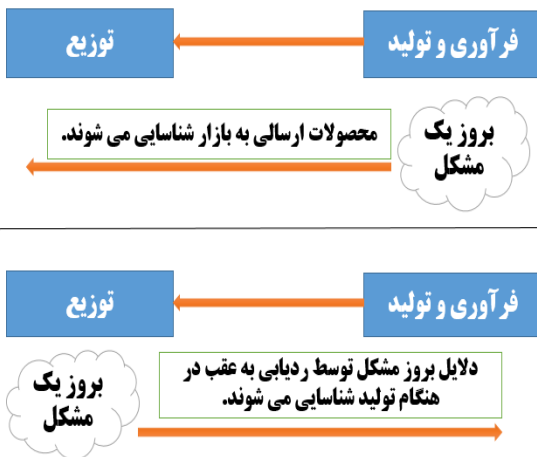 فرآوری و تولید
توزیع
بروز یک
مشکل
محصولات ارسالی به بازار شناسایی می شوند.
فرآوری و تولید
توزیع
دلایل بروز مشکل توسط ردیابی به عقب در
هنگام تولید شناسایی می شوند.
بروز یک
مشکل